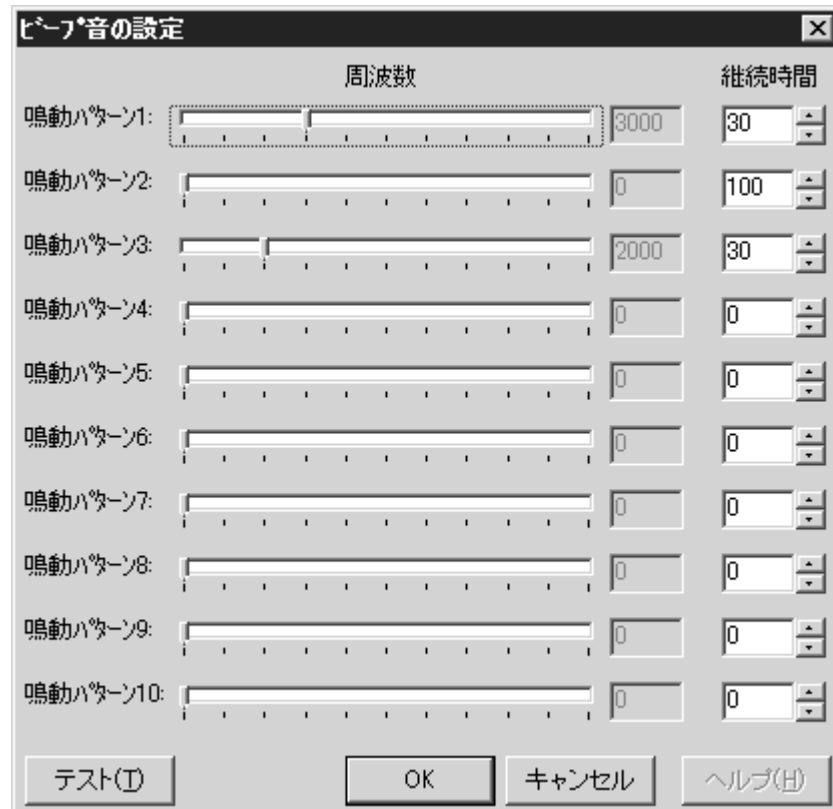 ﾋﾞｰﾌﾟ音の設定
周波数 継続時間
鳴動ﾊﾟﾀｰﾝ1: 3000 30
鳴動ﾊﾟﾀｰﾝ2: 0 100
鳴動ﾊﾟﾀｰﾝ3: 2000 30
鳴動ﾊﾟﾀｰﾝ4: 0 0
鳴動ﾊﾟﾀｰﾝ5: 0 0
鳴動ﾊﾟﾀｰﾝ6: 0 0
鳴動ﾊﾟﾀｰﾝ7: 0 0
鳴動ﾊﾟﾀｰﾝ8: 0 0
鳴動ﾊﾟﾀｰﾝ9: 0 0
鳴動ﾊﾟﾀｰﾝ10: 0 0
テスト(T) OK キャンセル ヘルプ(H)